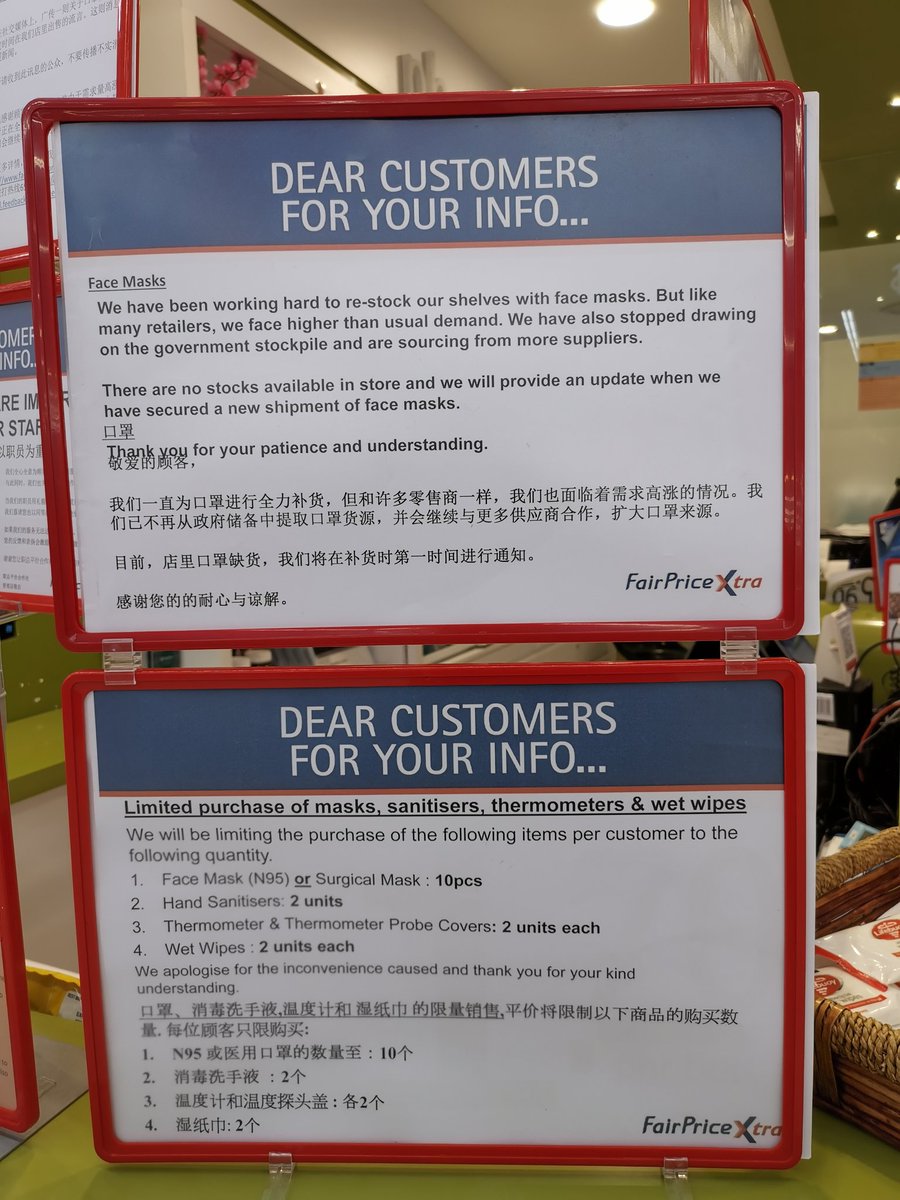 DEAR CUSTOMERS
FOR YOUR INFO...
Face Masks
We have been working hard to re-stock our shelves with face masks. But like
many retailers, we face higher than usual demand. We have also stopped drawing
on the government stockpile and are sourcing from more suppliers.
There are no stocks available in store and we will provide an update when we
have secured a new shipment of face masks.
口罩
Thank you for your patience and understanding.
敬爱的顾客，
我们一直为口罩进行全力补货，但和许多零售商一样，我们也面临着需求高涨的情况。我
们已不再从政府储备中提取口罩货源，并会继续与更多供应商合作，扩大口罩来源。
目前，店里口罩缺货，我们将在补货时第一时间进行通知。
感谢您的的耐心与谅解。
FairPrice Xtra
DEAR CUSTOMERS
FOR YOUR INFO...
Limited purchase of masks, sanitisers, thermometers & wet wipes
We will be limiting the purchase of the following items per customer to the
following quantity.
1. Face Mask (N95) or Surgical Mask : 10pcs
2. Hand Sanitisers: 2 units
3. Thermometer & Thermometer Probe Covers: 2 units each
4. Wet Wipes : 2 units each
We apologise for the inconvenience caused and thank you for your kind
understanding.
口罩、消毒洗手液,温度计和 湿纸巾 的限量销售,平价将限制以下商品的购买数
量. 每位顾客只限购买:
1. N95 或医用口罩的数量至 : 10个
2. 消毒洗手液 : 2个
3. 温度计和温度探头盖 : 各2个
4. 湿纸巾: 2个
FairPrice Xtra